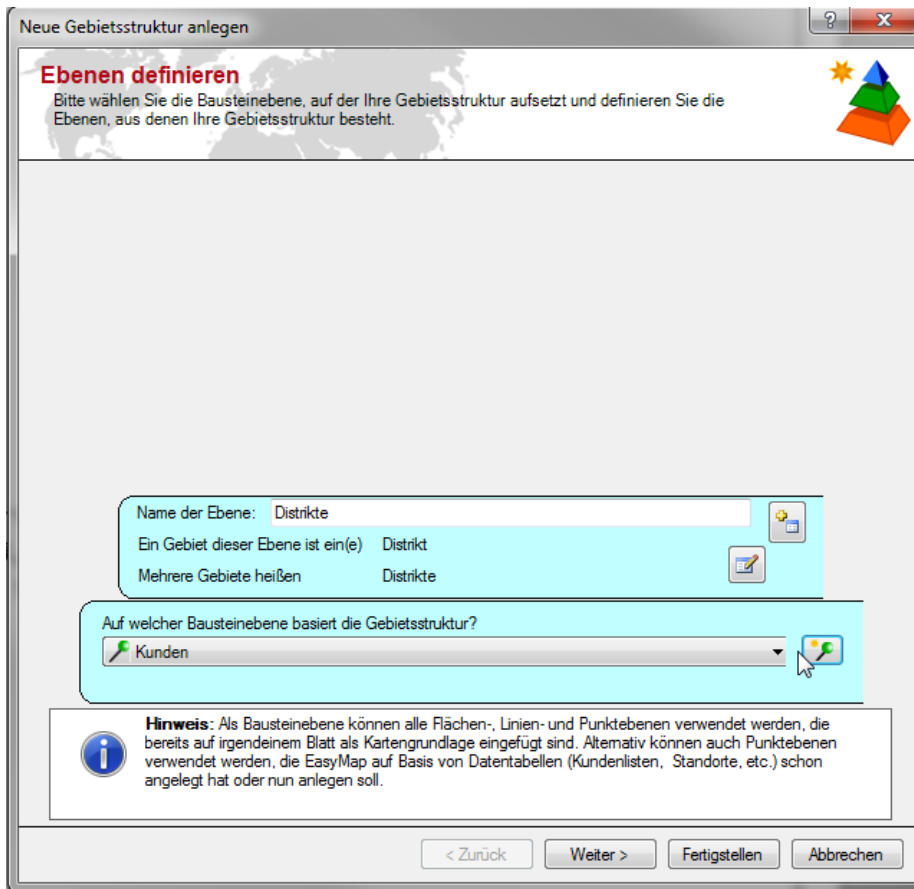 Neue Gebietsstruktur anlegen
?
Ebenen definieren
Bitte wählen Sie die Bausteinebene, auf der Ihre Gebietsstruktur aufsetzt und definieren Sie die
Ebenen, aus denen Ihre Gebietsstruktur besteht.
Name der Ebene: Distrikte
Ein Gebiet dieser Ebene ist ein(e) Distrikt
Mehrere Gebiete heißen Distrikte
Auf welcher Bausteinebene basiert die Gebietsstruktur?
Kunden
Hinweis: Als Bausteinebene können alle Flächen-, Linien- und Punktebenen verwendet werden, die
bereits auf irgendeinem Blatt als Kartengrundlage eingefügt sind. Alternativ können auch Punktebenen
verwendet werden, die EasyMap auf Basis von Datentabellen (Kundenlisten, Standorte, etc.) schon
angelegt hat oder nun anlegen soll.
< Zurück Weiter > Fertigstellen Abbrechen